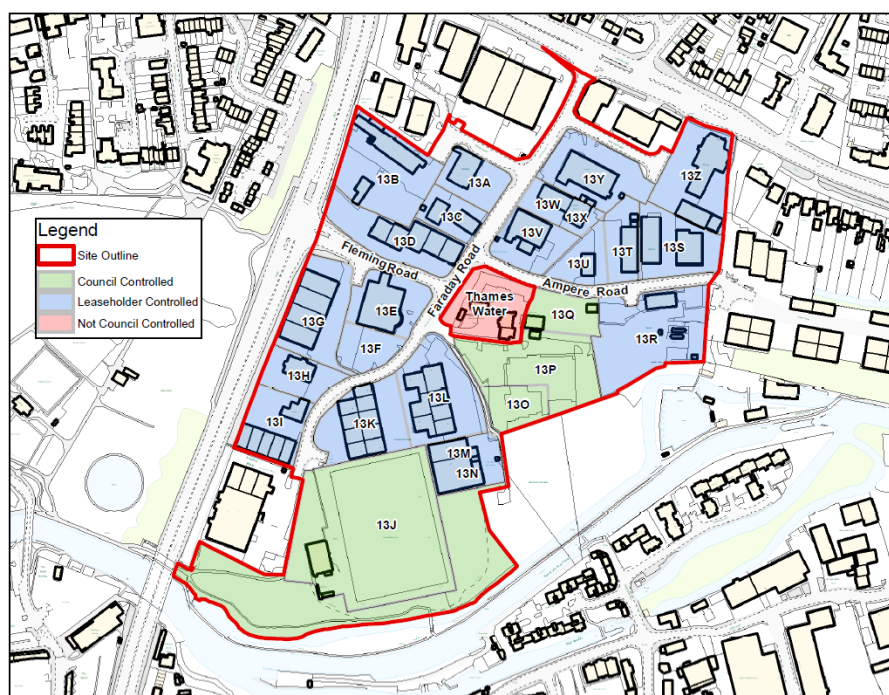 13Z
13Y
13A
13B
13W
13X
13C
13V
13D
13T
13S
13U
Legend
Site Outline
Council Controlled
Leaseholder Controlled
Not Council Controlled
Fleming Road
Faraday Road
Ampere Road
Thames
Water
13E
13G
13Q
13F
13R
13P
13H
13L
13O
13I
13K
13M
13N
13J